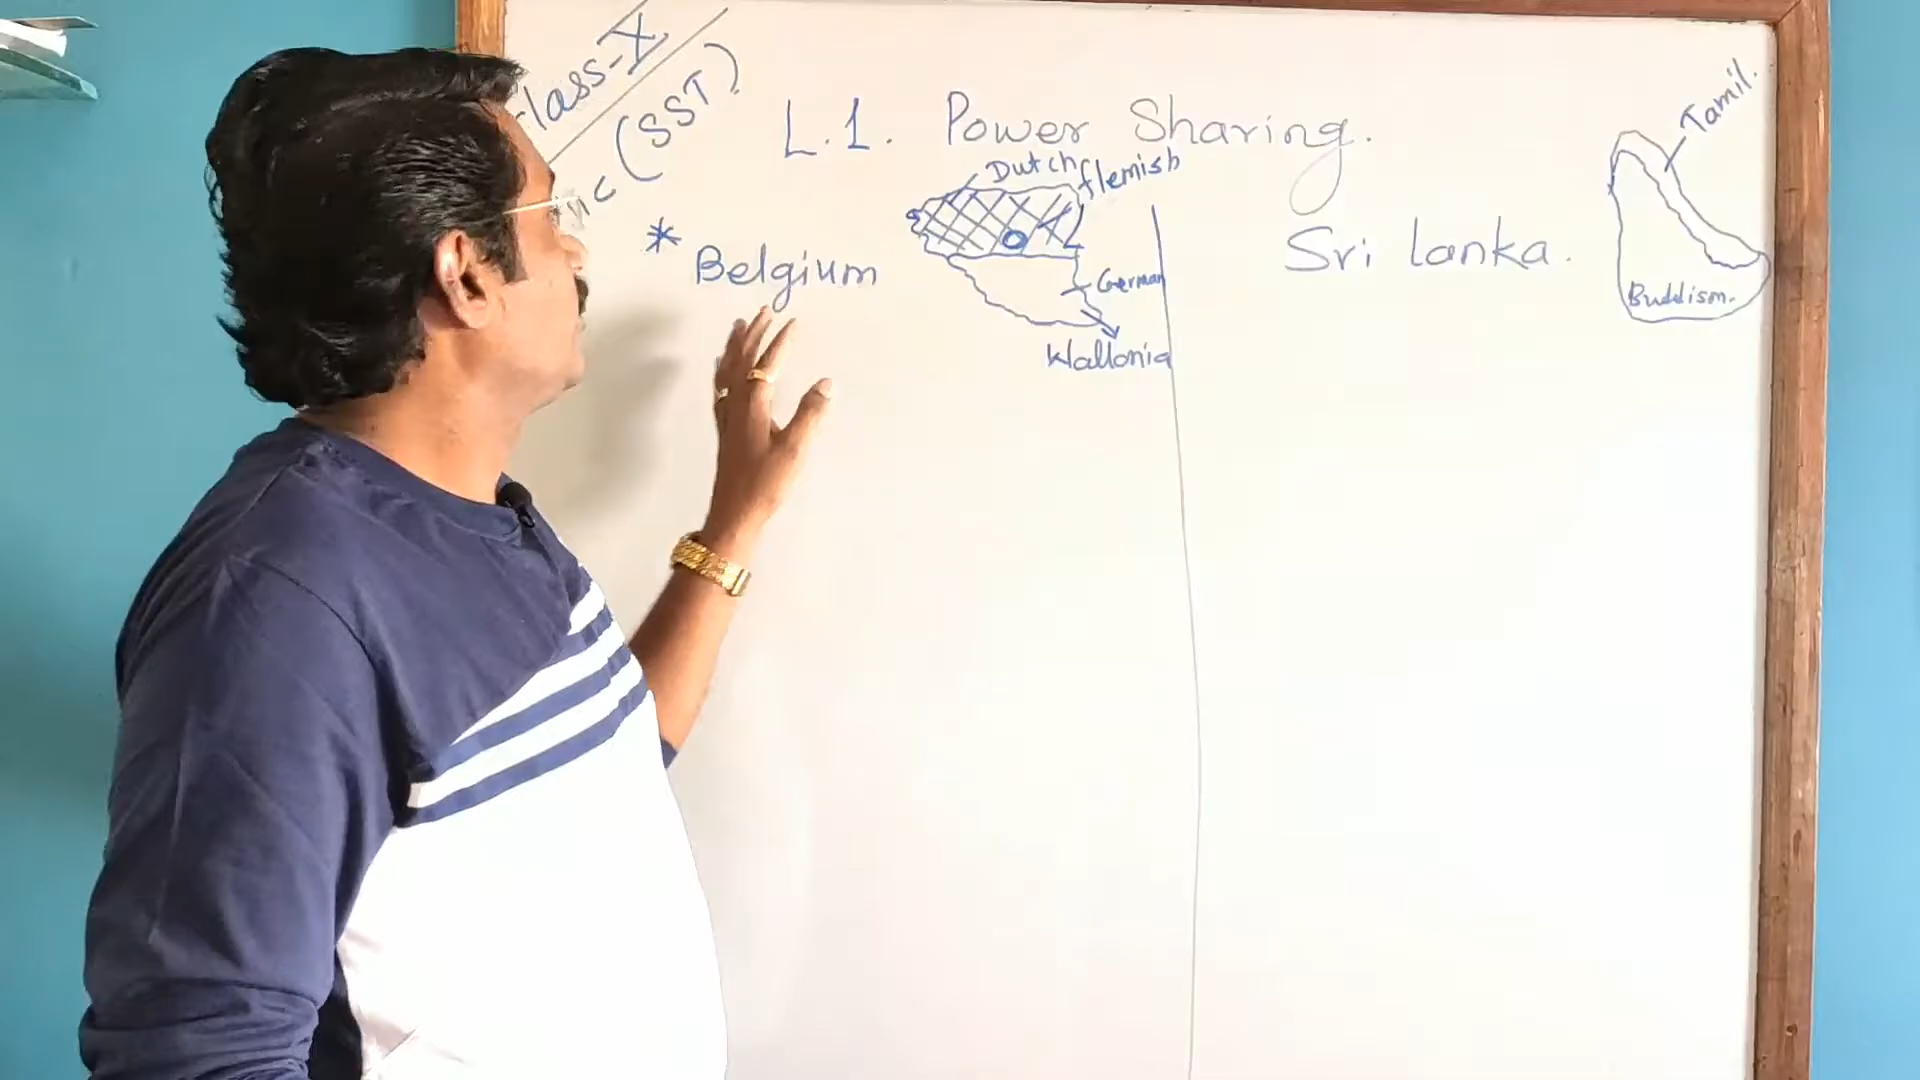 Class-X
(SST)
L.1. Power Sharing.
Dutch
flemish
* Belgium
German
Wallonia
Sri lanka.
Tamil.
Buddism.